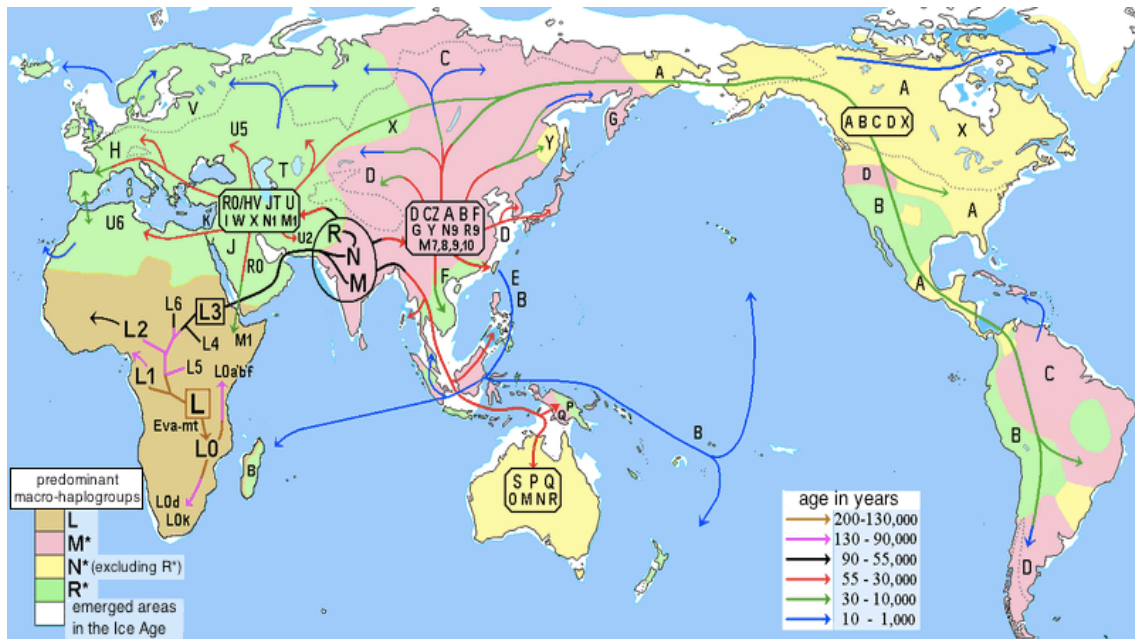 C
A
A
V
X
G
A B C D X
X
H
U5
T
Y
D
D
R0/HV JT U
I W X N1 M1
D CZ A B F
G Y N9 R9
M7,8,9,10
B
A
U6
K
J
U2
R
N
M
D
R0
F
E
B
A
L6
L3
L2
L4
M1
L5
L1
L0abf
L
Eva-mt
L0
C
P
Q
B
B
B
S P Q
O M N R
L0d
L0k
D
predominant
macro-haplogroups
L
M*
N* (excluding R*)
R*
emerged areas
in the Ice Age
age in years
200-130,000
130 - 90,000
90 - 55,000
55 - 30,000
30 - 10,000
10 - 1,000